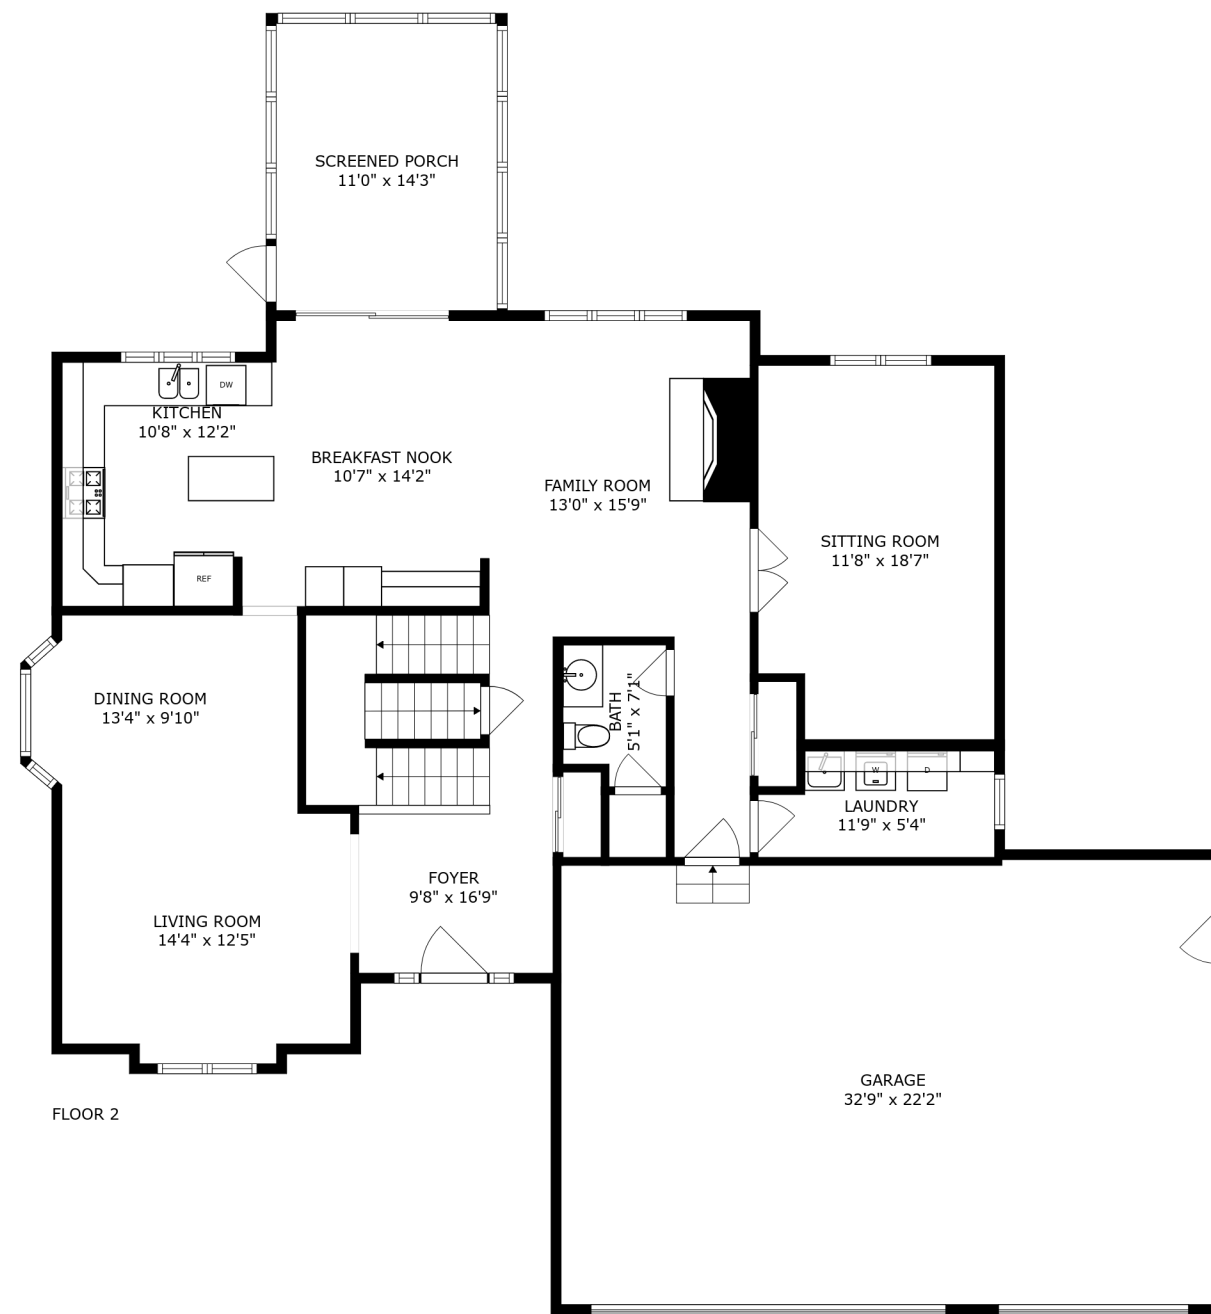 SCREENED PORCH
11'0" x 14'3"
DW
KITCHEN
10'8" x 12'2"
BREAKFAST NOOK
10'7" x 14'2"
FAMILY ROOM
13'0" x 15'9"
SITTING ROOM
11'8" x 18'7"
REF
DINING ROOM
13'4" x 9'10"
BATH
5'1" x 7'1"
W
D
LAUNDRY
11'9" x 5'4"
FOYER
9'8" x 16'9"
LIVING ROOM
14'4" x 12'5"
GARAGE
32'9" x 22'2"
FLOOR 2